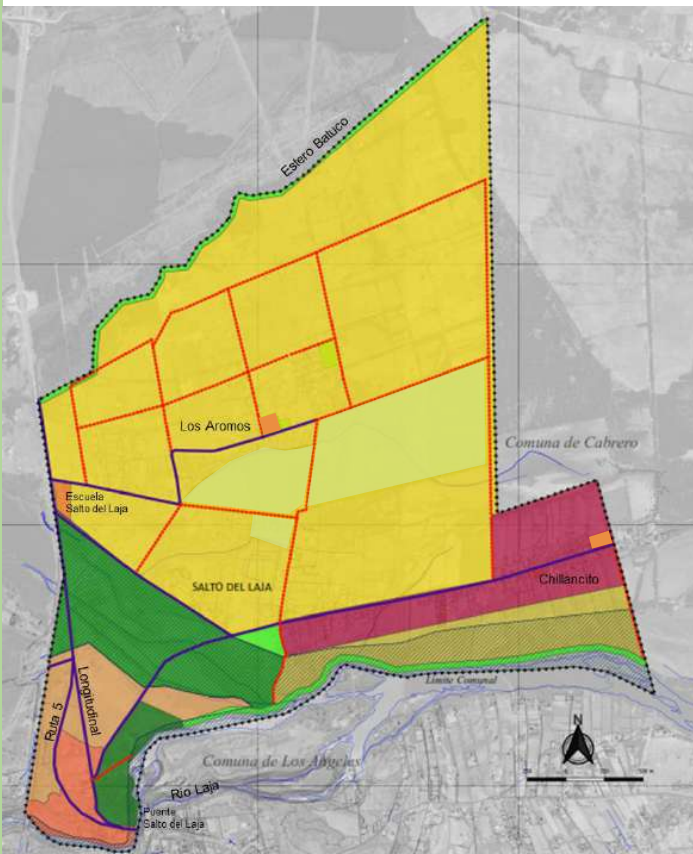 Estero Batuco
Los Aromos
Comuna de Cabrero
Escuela
Salto del Laja
Chillancito
SALTO DEL LAJA
Límite Comunal
Ruta 5
Longitudinal
N
Comuna de Los Angeles
Rio Laja
Puente
Salto del Laja